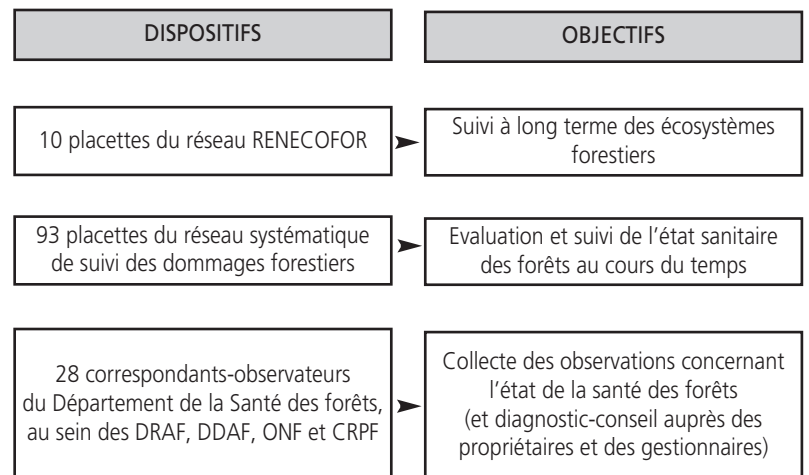 DISPOSITIFS
OBJECTIFS
10 placettes du réseau RENECOFOR
Suivi à long terme des écosystèmes
forestiers
93 placettes du réseau systématique
de suivi des dommages forestiers
Evaluation et suivi de l'état sanitaire
des forêts au cours du temps
28 correspondants-observateurs
du Département de la Santé des forêts,
au sein des DRAF, DDAF, ONF et CRPF
Collecte des observations concernant
l'état de la santé des forêts
(et diagnostic-conseil auprès des
propriétaires et des gestionnaires)